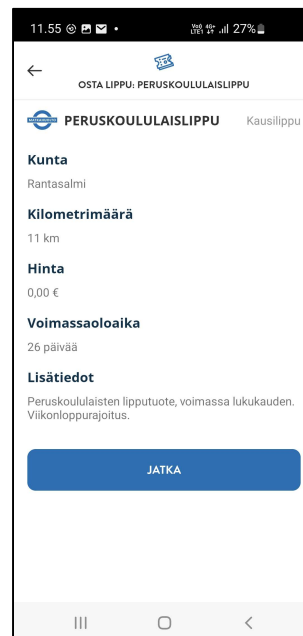 11.55
27%
OSTA LIPPU: PERUSKOULULAISLIPPU
PERUSKOULULAISLIPPU Kausilippu
Kunta
Rantasalmi
Kilometrimäärä
11 km
Hinta
0,00 €
Voimassaoloaika
26 päivää
Lisätiedot
Peruskoululaisten lipputuote, voimassa lukukauden.
Viikonloppurajoitus.
JATKA